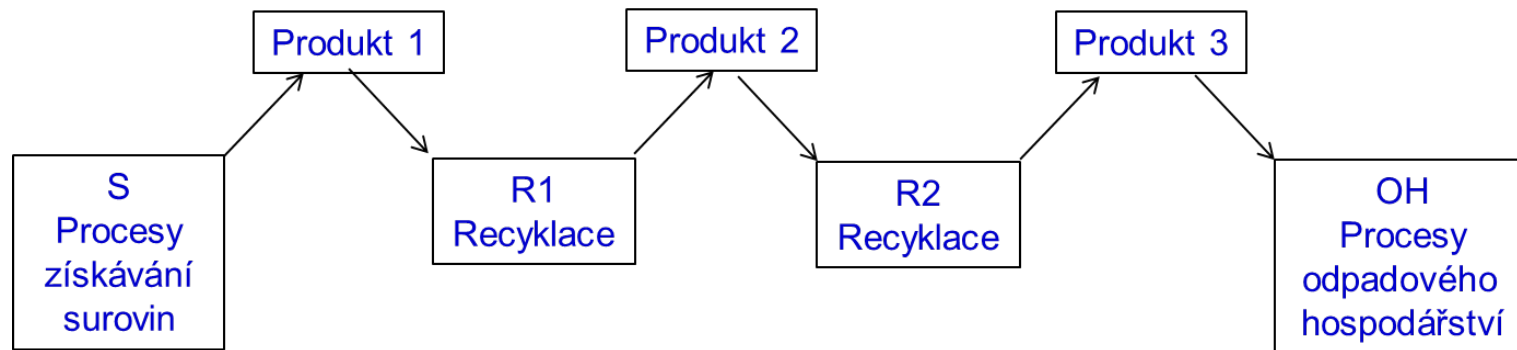 Produkt 1
Produkt 2
Produkt 3
S
Procesy
získávání
surovin
R1
Recyklace
R2
Recyklace
OH
Procesy
odpadového
hospodářství